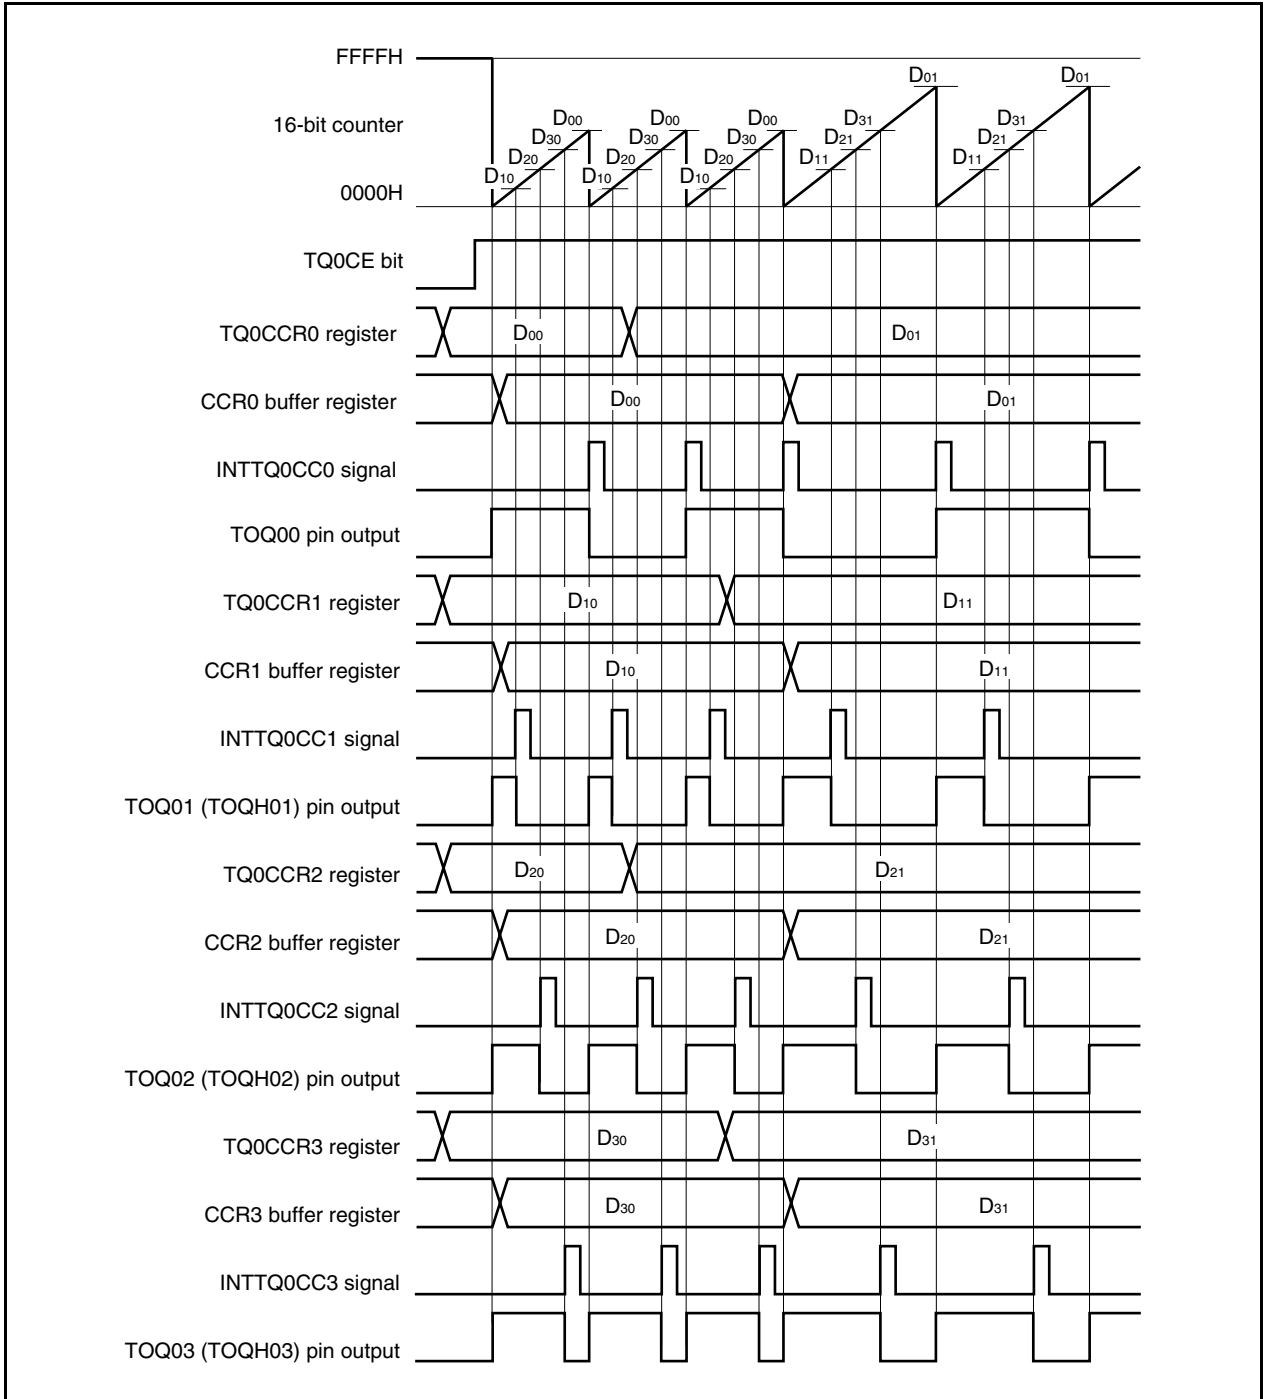 FFFFH
D01 D01
D00 D00 D00 D31 D31
16-bit counter
D30 D30 D30 D21 D21
D20 D20 D20 D11 D11
D10 D10 D10
0000H
TQ0CE bit
TQ0CCR0 register D00 D01
CCR0 buffer register D00 D01
INTTQ0CC0 signal
TOQ00 pin output
TQ0CCR1 register D10 D11
CCR1 buffer register D10 D11
INTTQ0CC1 signal
TOQ01 (TOQH01) pin output
TQ0CCR2 register D20 D21
CCR2 buffer register D20 D21
INTTQ0CC2 signal
TOQ02 (TOQH02) pin output
TQ0CCR3 register D30 D31
CCR3 buffer register D30 D31
INTTQ0CC3 signal
TOQ03 (TOQH03) pin output